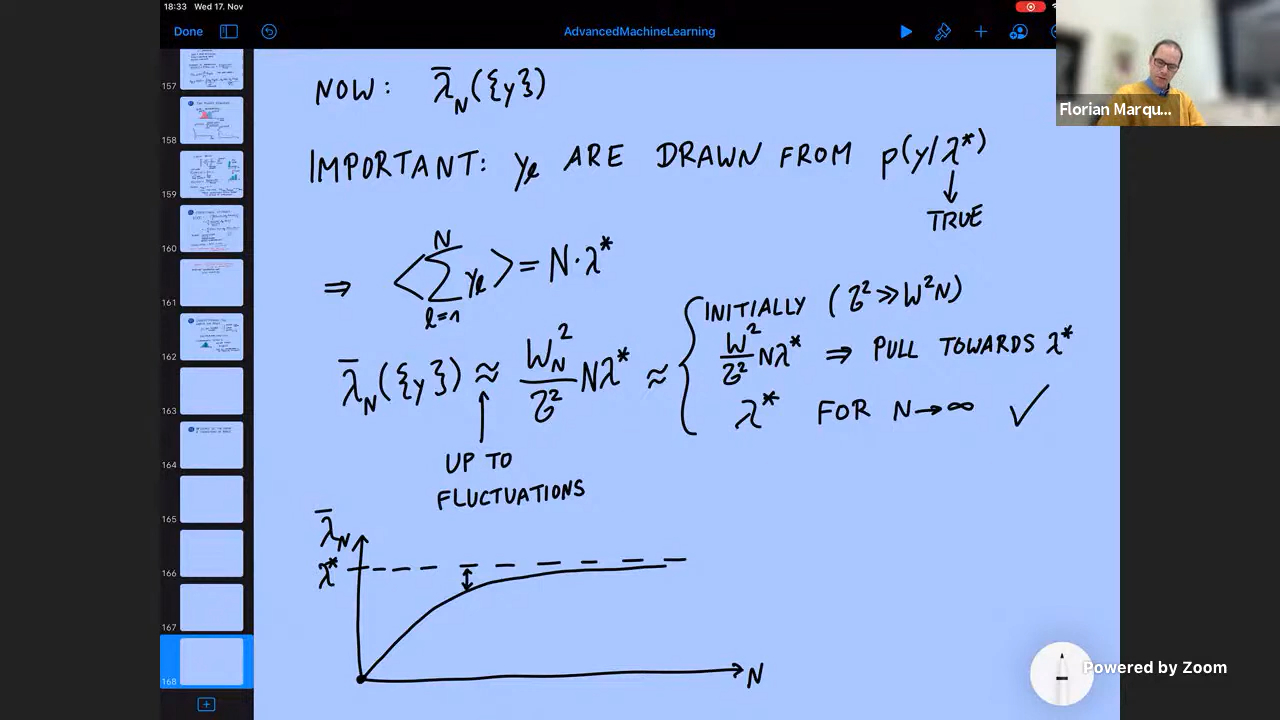 18:33 Wed 17. Nov
Done
AdvancedMachineLearning
Florian Marqu...
157
158
159
160
161
162
163
164
165
166
167
168
NOW: λ̄_N({y})
IMPORTANT: y_ℓ ARE DRAWN FROM p(y|λ*)
↓
TRUE
⇒ ⟨∑_{ℓ=1}^{N} y_ℓ⟩ = N·λ*
λ̄_N({y}) ≈ W_N²/σ² Nλ* ≈ {
INITIALLY (σ² ≫ W²N)
W²/σ² Nλ* ⇒ PULL TOWARDS λ*
λ* FOR N→∞ ✓
UP TO
FLUCTUATIONS
λ̄_N
λ*
N
Powered by Zoom